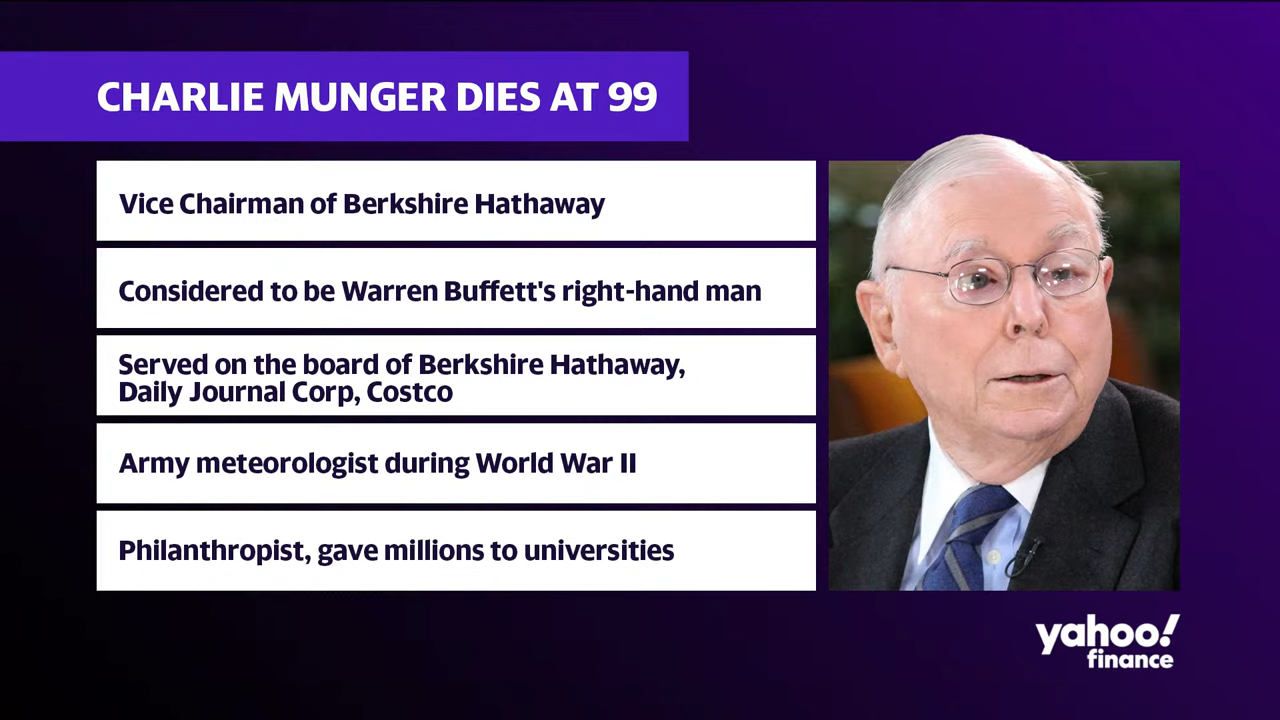 CHARLIE MUNGER DIES AT 99
Vice Chairman of Berkshire Hathaway
Considered to be Warren Buffett's right-hand man
Served on the board of Berkshire Hathaway,
Daily Journal Corp, Costco
Army meteorologist during World War II
Philanthropist, gave millions to universities
yahoo!
finance